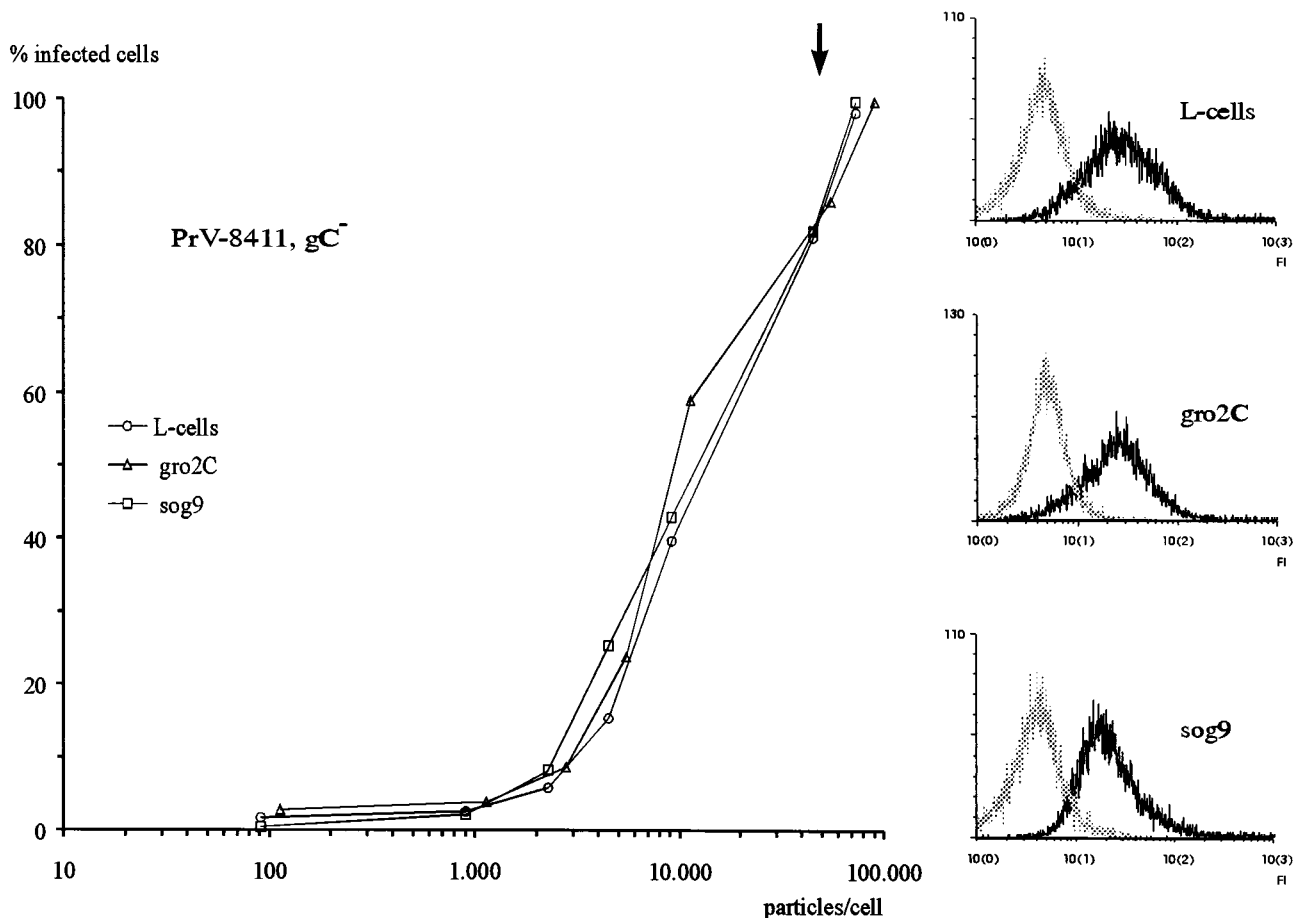 % infected cells
100
80
60
40
20
0
PrV-8411, gC⁻
L-cells
gro2C
sog9
10
100
1.000
10.000
100.000
particles/cell
110
L-cells
10(0)
10(1)
10(2)
10(3)
FI
130
gro2C
10(0)
10(1)
10(2)
10(3)
FI
110
sog9
10(0)
10(1)
10(2)
10(3)
FI